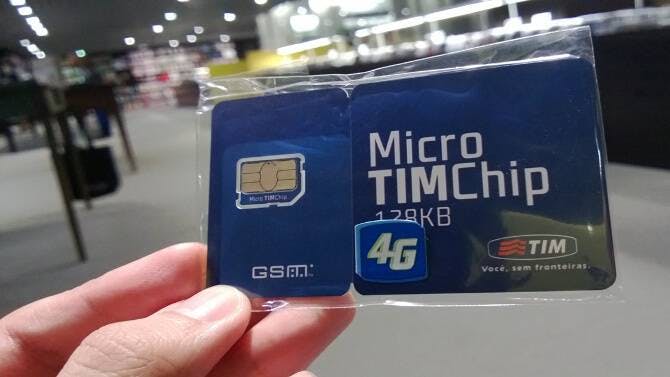 Micro TIMChip
GSM
Micro
TIMChip
128KB
4G
TIM
Você, sem fronteiras.